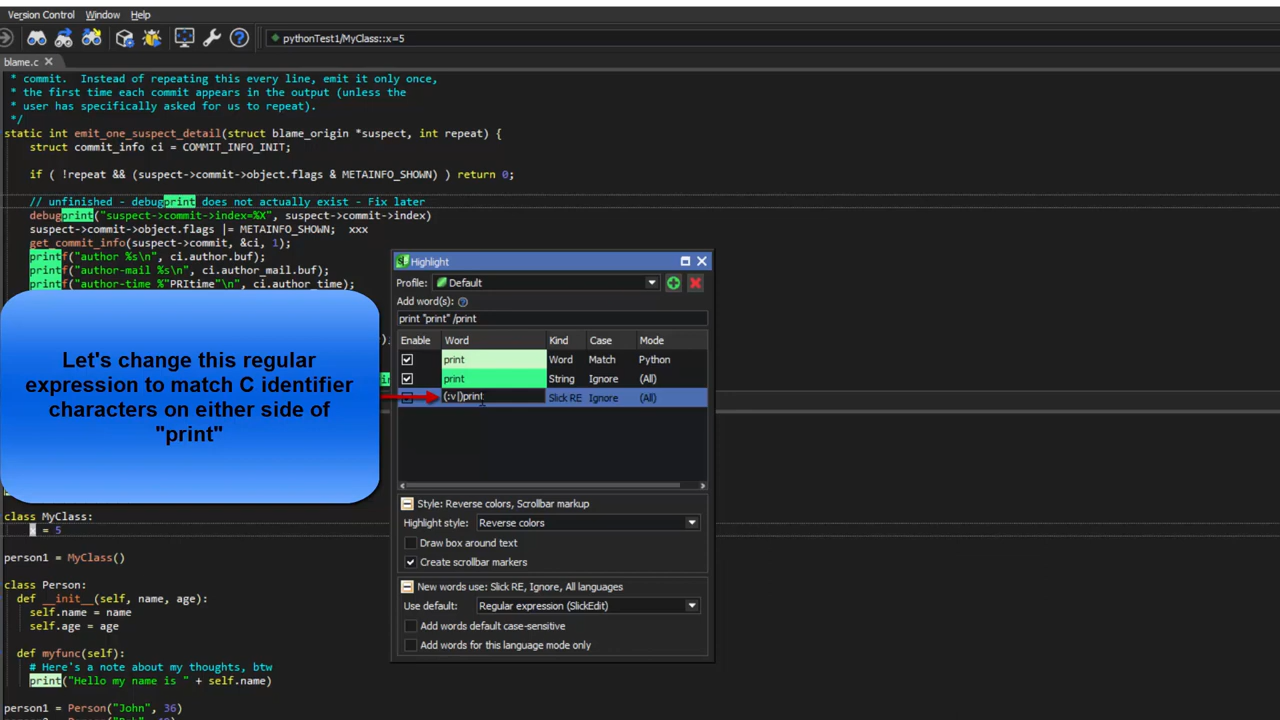 Version Control Window Help
pythonTest1/MyClass::x=5
blame.c
* commit. Instead of repeating this every line, emit it only once,
* the first time each commit appears in the output (unless the
* user has specifically asked for us to repeat).
*/
static int emit_one_suspect_detail(struct blame_origin *suspect, int repeat) {
struct commit_info ci = COMMIT_INFO_INIT;
if ( !repeat && (suspect->commit->object.flags & METAINFO_SHOWN) ) return 0;
// unfinished - debugprint does not actually exist - Fix later
debugprint("suspect->commit->index=%X", suspect->commit->index)
suspect->commit->object.flags |= METAINFO_SHOWN; xxx
get_commit_info(suspect->commit, &ci, 1);
printf("author %s\n", ci.author.buf);
printf("author-mail %s\n", ci.author_mail.buf);
printf("author-time %"PRItime"\n", ci.author_time);
Let's change this regular
expression to match C identifier
characters on either side of
"print"
class MyClass:
x = 5
person1 = MyClass()
class Person:
def __init__(self, name, age):
self.name = name
self.age = age
def myfunc(self):
# Here's a note about my thoughts, btw
print("Hello my name is " + self.name)
person1 = Person("John", 36)
Highlight
Profile: Default
Add word(s):
print "print" /print
Enable Word Kind Case Mode
print Word Match Python
print String Ignore (All)
(:v|)print Slick RE Ignore (All)
Style: Reverse colors, Scrollbar markup
Highlight style: Reverse colors
Draw box around text
Create scrollbar markers
New words use: Slick RE, Ignore, All languages
Use default: Regular expression (SlickEdit)
Add words default case-sensitive
Add words for this language mode only